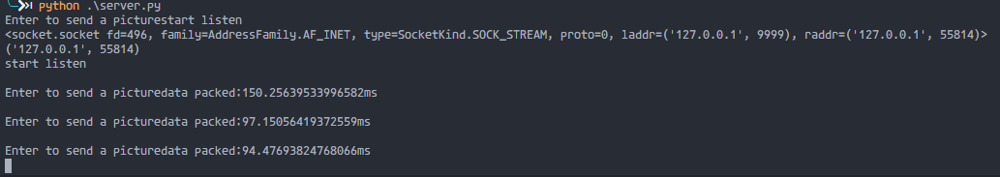 python .\server.py
Enter to send a picturestart listen
<socket.socket fd=496, family=AddressFamily.AF_INET, type=SocketKind.SOCK_STREAM, proto=0, laddr=('127.0.0.1', 9999), raddr=('127.0.0.1', 55814)>
('127.0.0.1', 55814)
start listen
Enter to send a picturedata packed:150.25639533996582ms
Enter to send a picturedata packed:97.15056419372559ms
Enter to send a picturedata packed:94.47693824768066ms